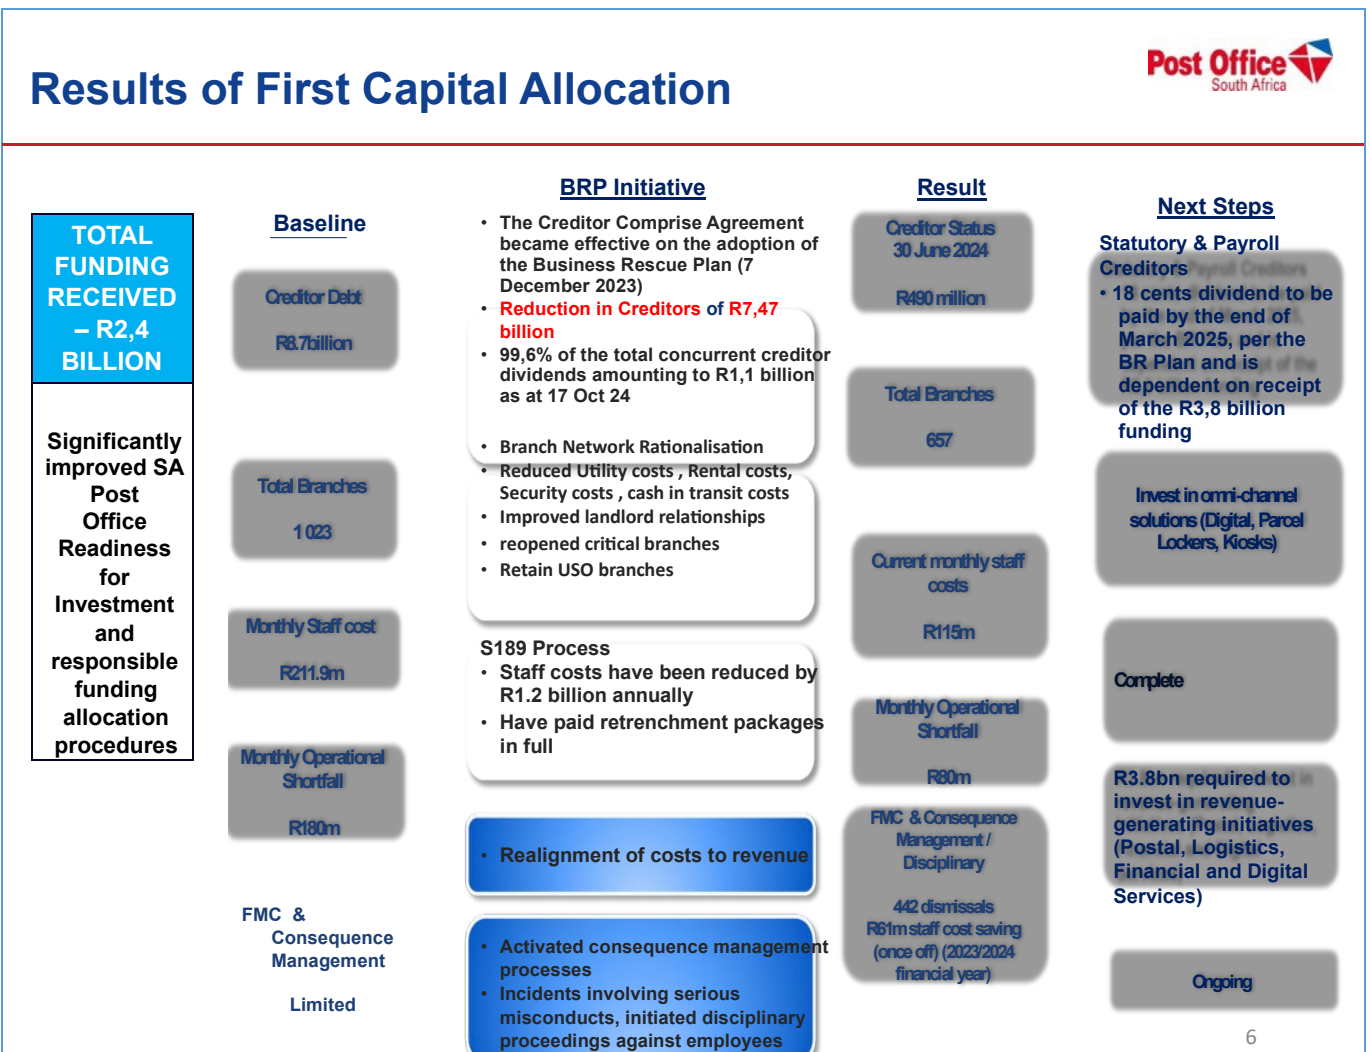 Results of First Capital Allocation
Post Office
South Africa
TOTAL
FUNDING
RECEIVED
– R2,4
BILLION
Significantly
improved SA
Post
Office
Readiness
for
Investment
and
responsible
funding
allocation
procedures
Baseline
Creditor Debt
R8.7billion
Total Branches
1 023
Monthly Staff cost
R211.9m
Monthly Operational
Shortfall
R180m
FMC &
Consequence
Management
Limited
BRP Initiative
• The Creditor Comprise Agreement
became effective on the adoption of
the Business Rescue Plan (7
December 2023)
• Reduction in Creditors of R7,47
billion
• 99,6% of the total concurrent creditor
dividends amounting to R1,1 billion
as at 17 Oct 24
• Branch Network Rationalisation
• Reduced Utility costs , Rental costs,
Security costs , cash in transit costs
• Improved landlord relationships
• reopened critical branches
• Retain USO branches
S189 Process
• Staff costs have been reduced by
R1.2 billion annually
• Have paid retrenchment packages
in full
• Realignment of costs to revenue
• Activated consequence management
processes
• Incidents involving serious
misconducts, initiated disciplinary
proceedings against employees
Result
Creditor Status
30 June 2024
R490 million
Total Branches
657
Current monthly staff
costs
R115m
Monthly Operational
Shortfall
R80m
FMC & Consequence
Management /
Disciplinary
442 dismissals
R61m staff cost saving
(once off) (2023/2024
financial year)
Next Steps
Statutory & Payroll
Creditors
• 18 cents dividend to be
paid by the end of
March 2025, per the
BR Plan and is
dependent on receipt
of the R3,8 billion
funding
Invest in omni-channel
solutions (Digital, Parcel
Lockers, Kiosks)
Complete
R3.8bn required to
invest in revenue-
generating initiatives
(Postal, Logistics,
Financial and Digital
Services)
Ongoing
6